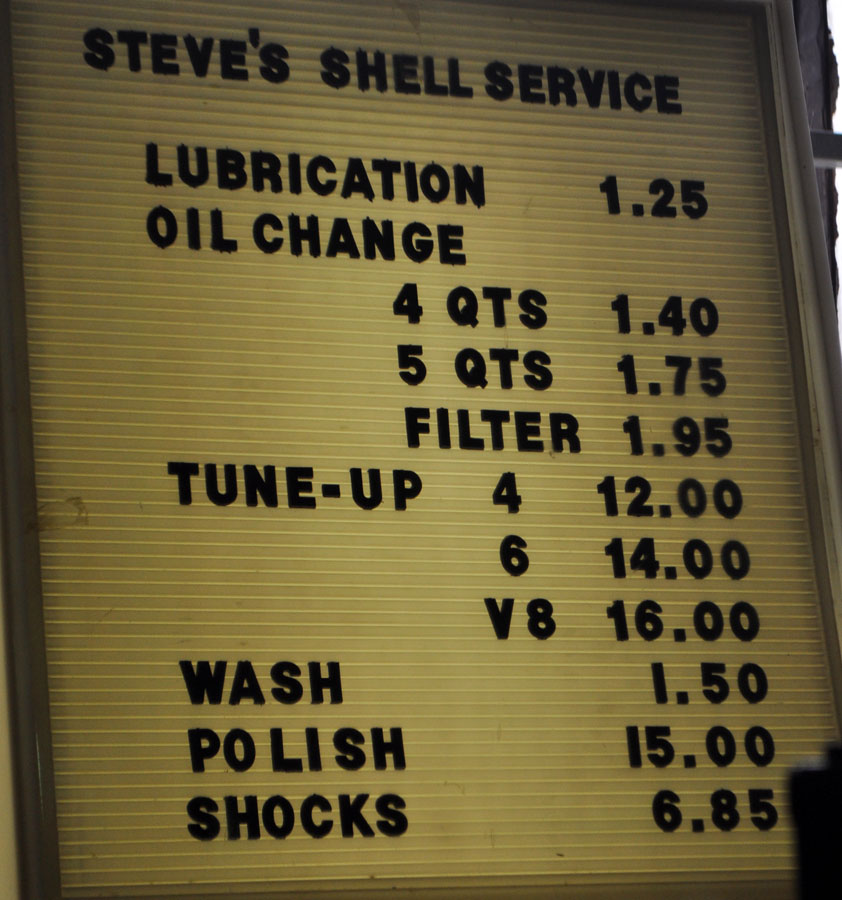 STEVE'S SHELL SERVICE
LUBRICATION 1.25
OIL CHANGE
4 QTS 1.40
5 QTS 1.75
FILTER 1.95
TUNE-UP 4 12.00
6 14.00
V8 16.00
WASH 1.50
POLISH 15.00
SHOCKS 6.85